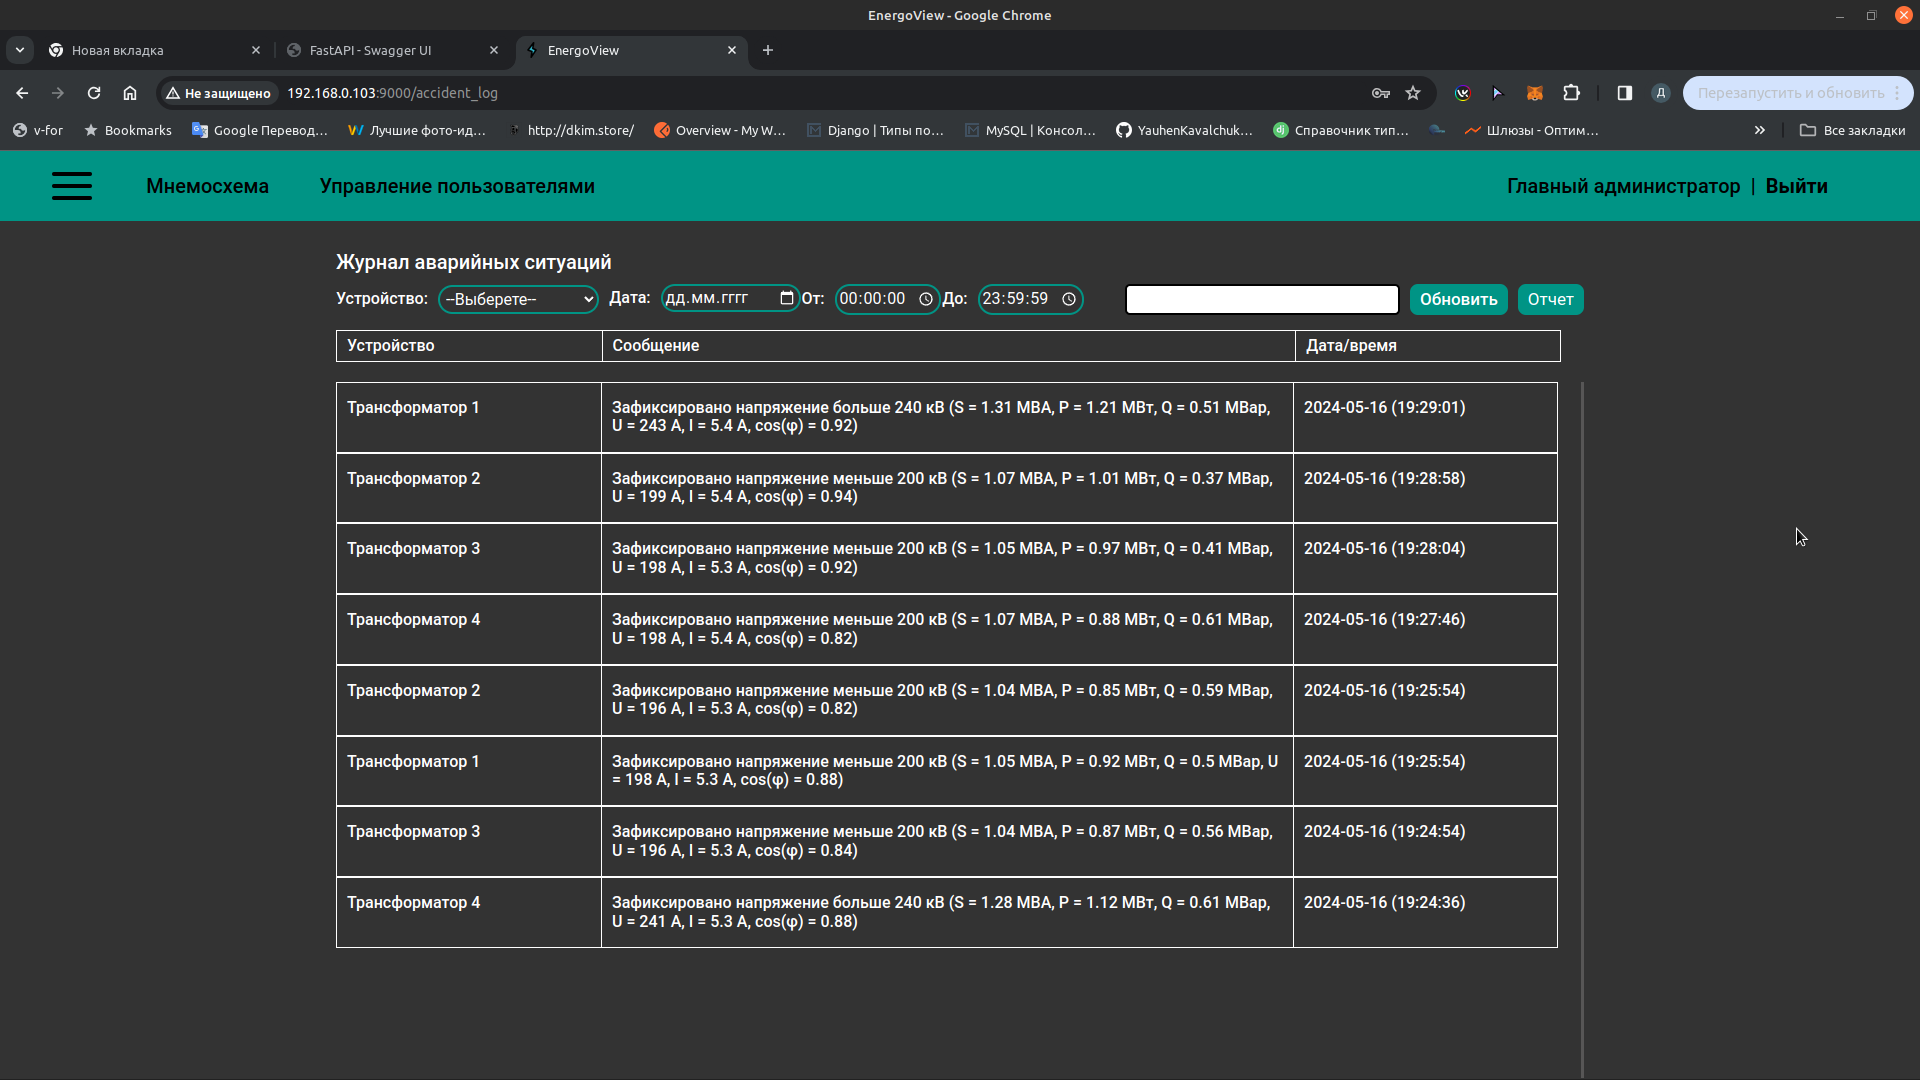 EnergoView - Google Chrome
Новая вкладка
FastAPI - Swagger UI
EnergoView
Не защищено
192.168.0.103:9000/accident_log
Д
Перезапустить и обновить
v-for
Bookmarks
Google Перевод...
Лучшие фото-ид...
http://dkim.store/
Overview - My W...
Django | Типы по...
MySQL | Консол...
YauhenKavalchuk...
Справочник тип...
Шлюзы - Оптим...
Все закладки
Мнемосхема
Управление пользователями
Главный администратор | Выйти
Журнал аварийных ситуаций
Устройство: --Выберете-- Дата: дд.мм.гггг От: 00:00:00 До: 23:59:59 Обновить Отчет
Устройство Сообщение Дата/время
Трансформатор 1
Зафиксировано напряжение больше 240 кВ (S = 1.31 МВА, P = 1.21 МВт, Q = 0.51 МВар,
U = 243 А, I = 5.4 А, cos(φ) = 0.92)
2024-05-16 (19:29:01)
Трансформатор 2
Зафиксировано напряжение меньше 200 кВ (S = 1.07 МВА, P = 1.01 МВт, Q = 0.37 МВар,
U = 199 А, I = 5.4 А, cos(φ) = 0.94)
2024-05-16 (19:28:58)
Трансформатор 3
Зафиксировано напряжение меньше 200 кВ (S = 1.05 МВА, P = 0.97 МВт, Q = 0.41 МВар,
U = 198 А, I = 5.3 А, cos(φ) = 0.92)
2024-05-16 (19:28:04)
Трансформатор 4
Зафиксировано напряжение меньше 200 кВ (S = 1.07 МВА, P = 0.88 МВт, Q = 0.61 МВар,
U = 198 А, I = 5.4 А, cos(φ) = 0.82)
2024-05-16 (19:27:46)
Трансформатор 2
Зафиксировано напряжение меньше 200 кВ (S = 1.04 МВА, P = 0.85 МВт, Q = 0.59 МВар,
U = 196 А, I = 5.3 А, cos(φ) = 0.82)
2024-05-16 (19:25:54)
Трансформатор 1
Зафиксировано напряжение меньше 200 кВ (S = 1.05 МВА, P = 0.92 МВт, Q = 0.5 МВар, U
= 198 А, I = 5.3 А, cos(φ) = 0.88)
2024-05-16 (19:25:54)
Трансформатор 3
Зафиксировано напряжение меньше 200 кВ (S = 1.04 МВА, P = 0.87 МВт, Q = 0.56 МВар,
U = 196 А, I = 5.3 А, cos(φ) = 0.84)
2024-05-16 (19:24:54)
Трансформатор 4
Зафиксировано напряжение больше 240 кВ (S = 1.28 МВА, P = 1.12 МВт, Q = 0.61 МВар,
U = 241 А, I = 5.3 А, cos(φ) = 0.88)
2024-05-16 (19:24:36)